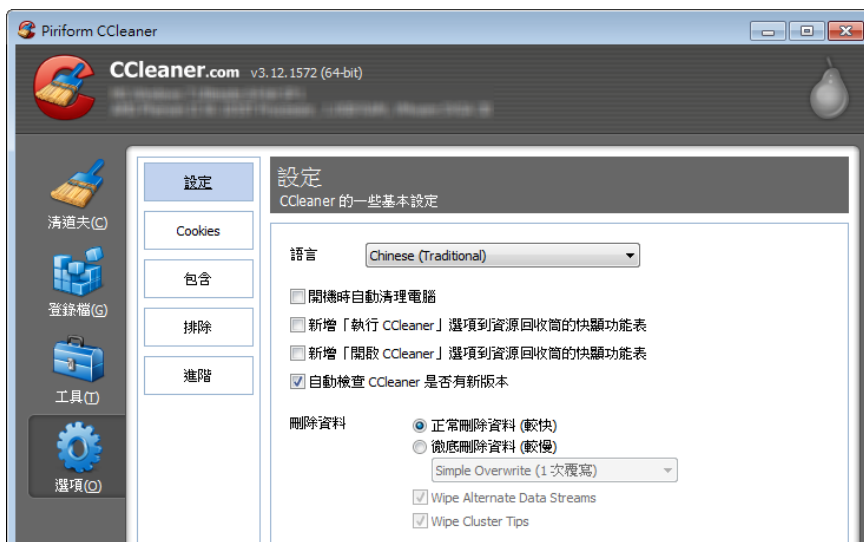 Piriform CCleaner
CCleaner.com v3.12.1572 (64-bit)
清道夫(C)
登錄檔(G)
工具(T)
選項(O)
設定
Cookies
包含
排除
進階
設定
CCleaner 的一些基本設定
語言 Chinese (Traditional)
開機時自動清理電腦
新增「執行 CCleaner」選項到資源回收筒的快顯功能表
新增「開啟 CCleaner」選項到資源回收筒的快顯功能表
自動檢查 CCleaner 是否有新版本
刪除資料 正常刪除資料 (較快)
徹底刪除資料 (較慢)
Simple Overwrite (1 次覆寫)
Wipe Alternate Data Streams
Wipe Cluster Tips